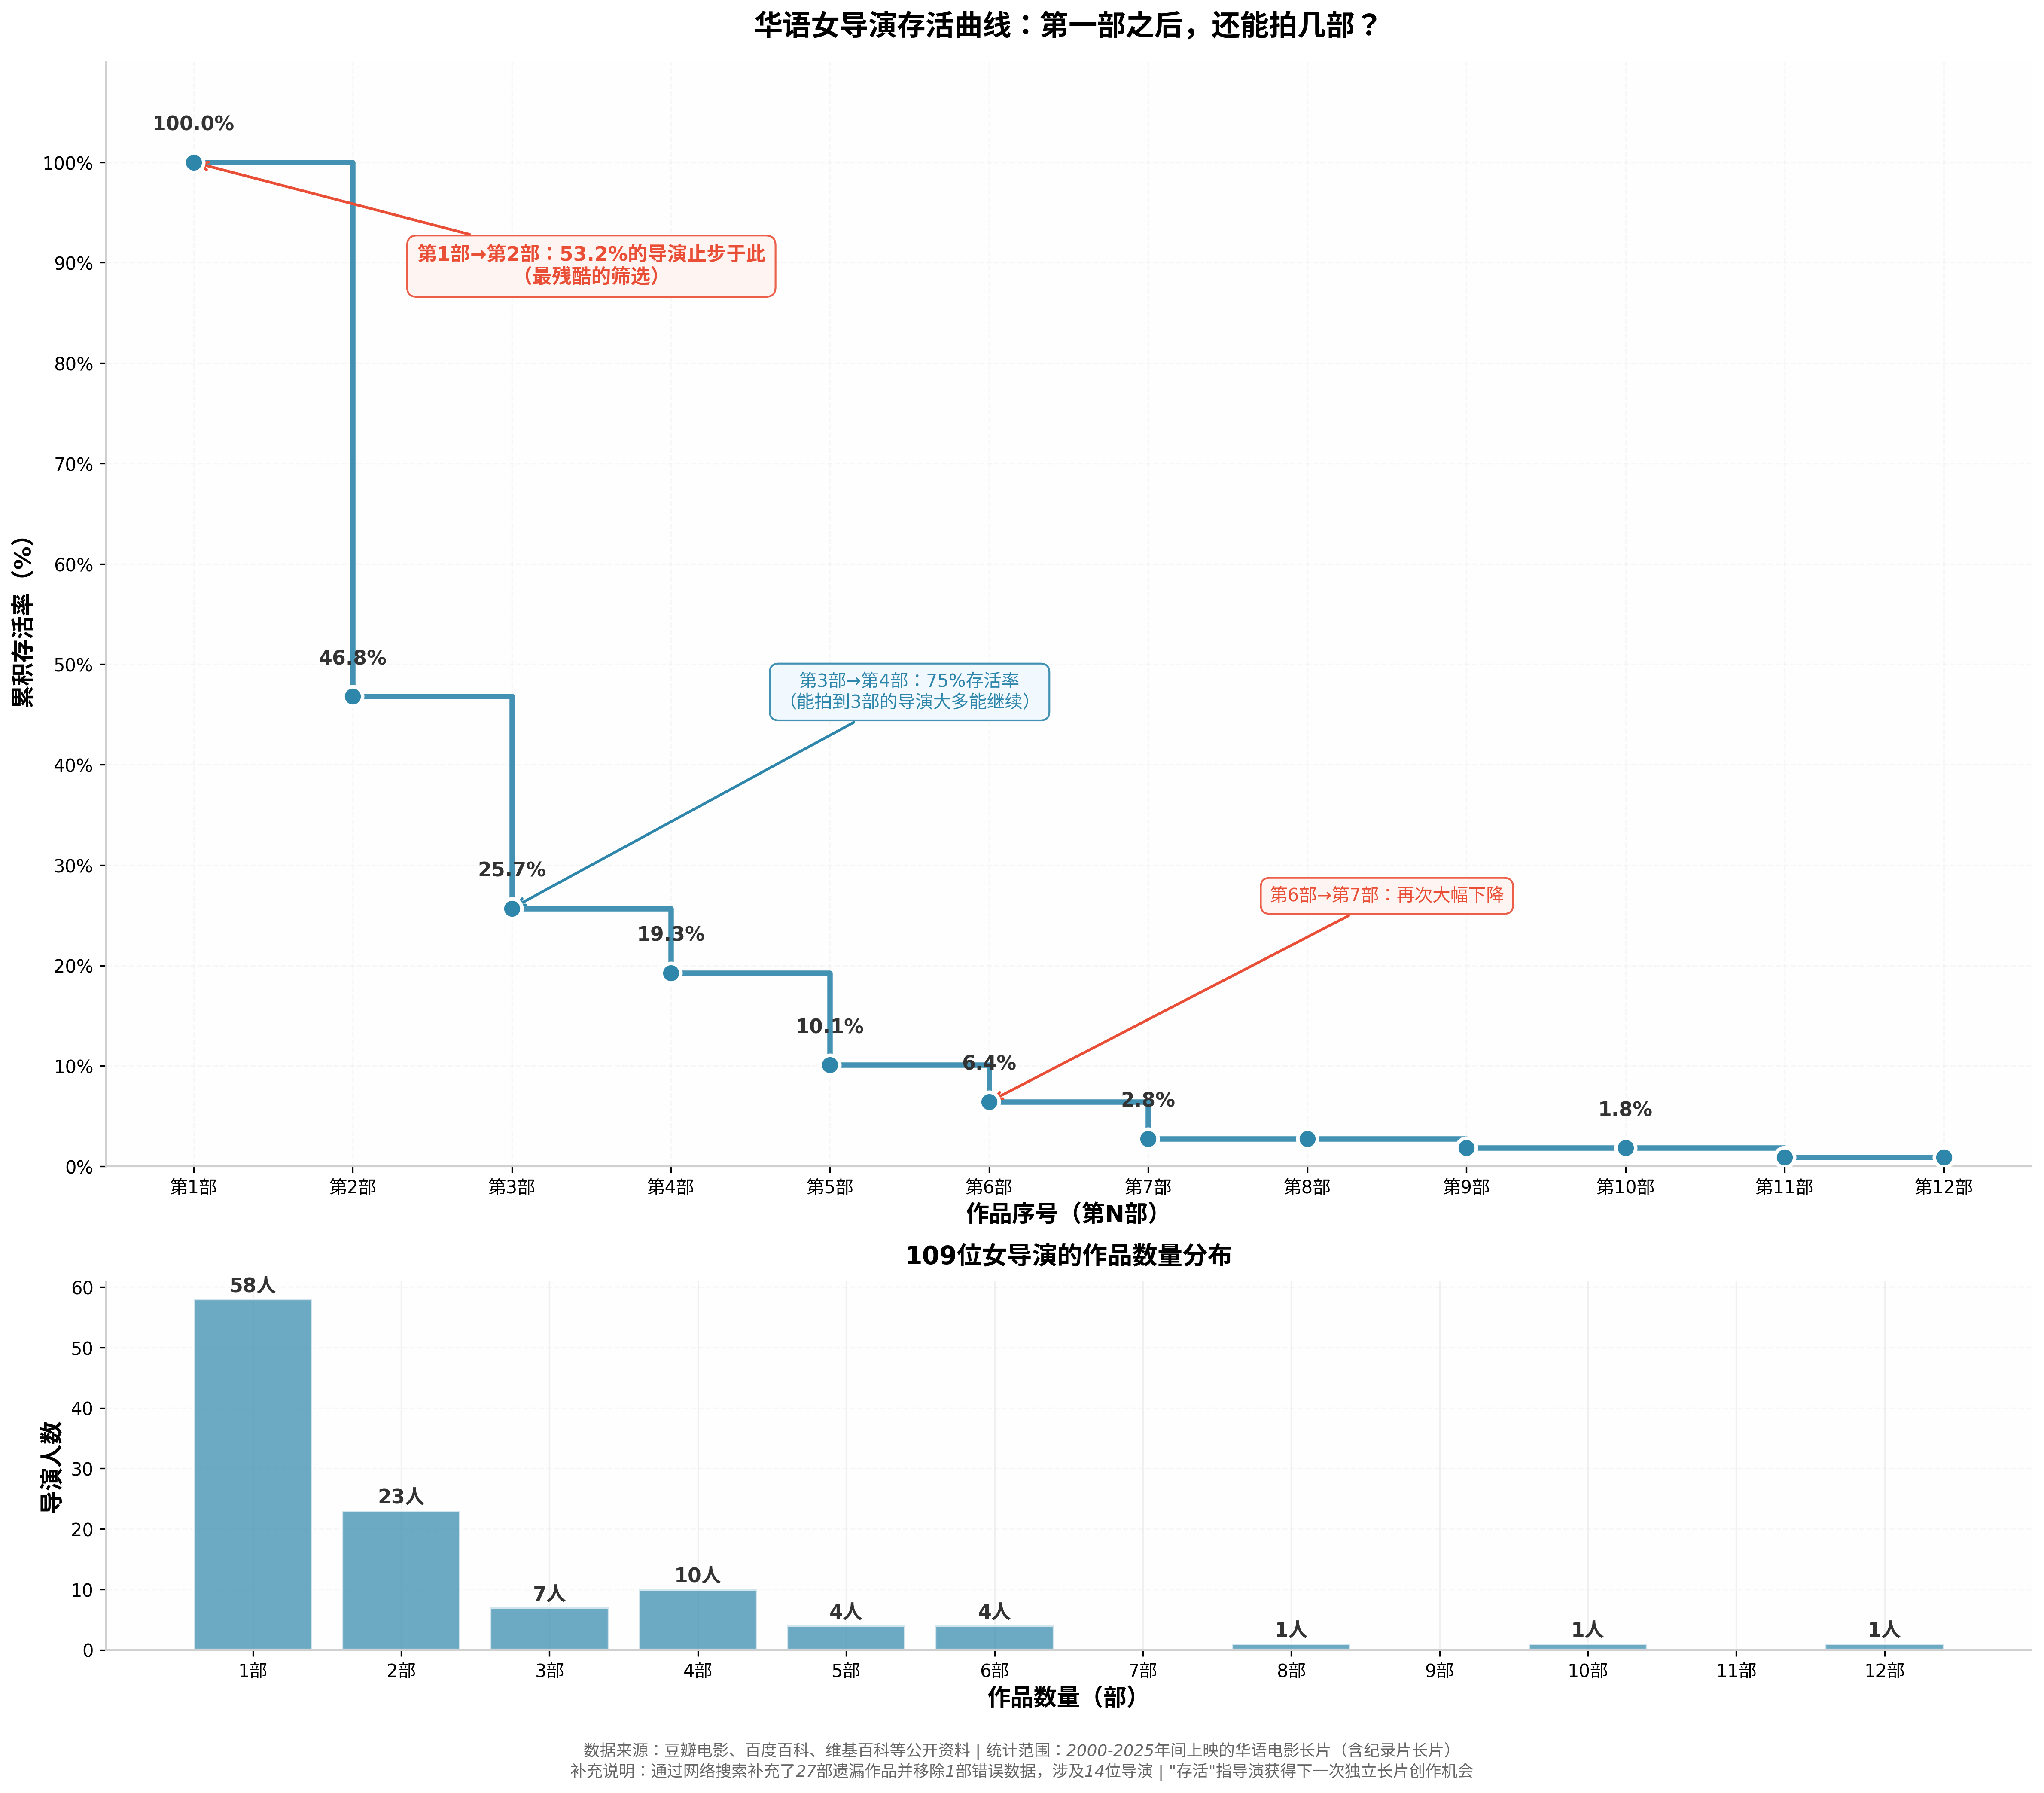 华语女导演存活曲线：第一部之后，还能拍几部？
累积存活率（%）
100%
90%
80%
70%
60%
50%
40%
30%
20%
10%
0%
100.0%
46.8%
25.7%
19.3%
10.1%
6.4%
2.8%
1.8%
第1部→第2部：53.2%的导演止步于此
（最残酷的筛选）
第3部→第4部：75%存活率
（能拍到3部的导演大多能继续）
第6部→第7部：再次大幅下降
第1部
第2部
第3部
第4部
第5部
第6部
第7部
第8部
第9部
第10部
第11部
第12部
作品序号（第N部）
109位女导演的作品数量分布
导演人数
60
50
40
30
20
10
0
58人
23人
7人
10人
4人
4人
1人
1人
1人
1部
2部
3部
4部
5部
6部
7部
8部
9部
10部
11部
12部
作品数量（部）
数据来源：豆瓣电影、百度百科、维基百科等公开资料 | 统计范围：2000-2025年间上映的华语电影长片（含纪录片长片）
补充说明：通过网络搜索补充了27部遗漏作品并移除1部错误数据，涉及14位导演 | "存活"指导演获得下一次独立长片创作机会